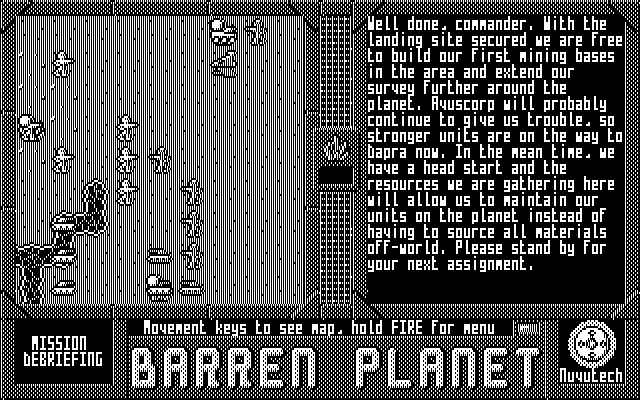 Well done, commander. With the
landing site secured we are free
to build our first mining bases
in the area and extend our
survey further around the
planet. Avuscorp will probably
continue to give us trouble, so
stronger units are on the way to
Dapra now. In the mean time, we
have a head start and the
resources we are gathering here
will allow us to maintain our
units on the planet instead of
having to source all materials
off-world. Please stand by for
your next assignment.
Movement keys to see map, hold FIRE for menu
MISSION
DEBRIEFING
BARREN PLANET
Nuvutech